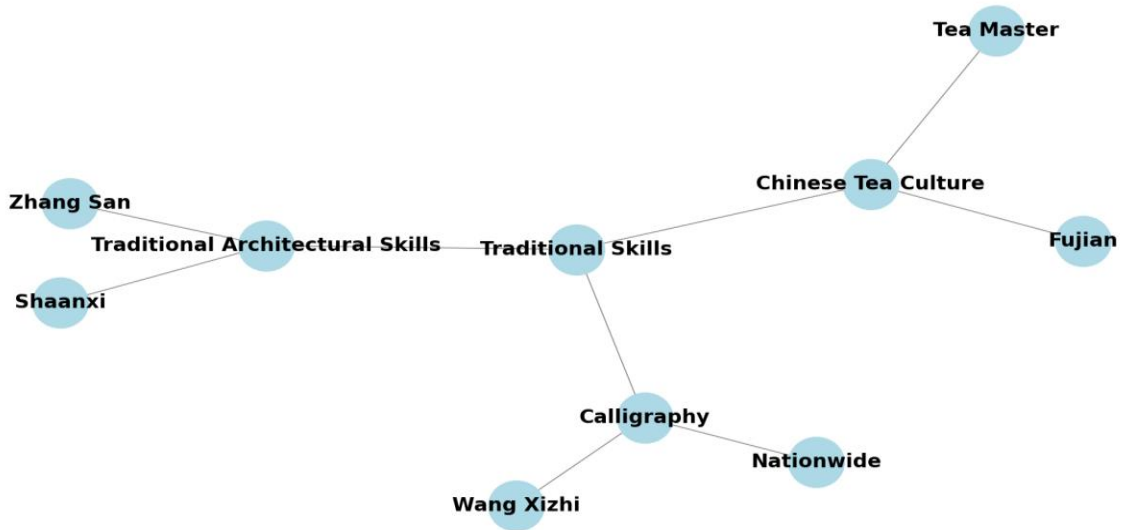 Tea Master
Chinese Tea Culture
Zhang San
Fujian
Traditional Architectural Skills
Traditional Skills
Shaanxi
Calligraphy
Nationwide
Wang Xizhi